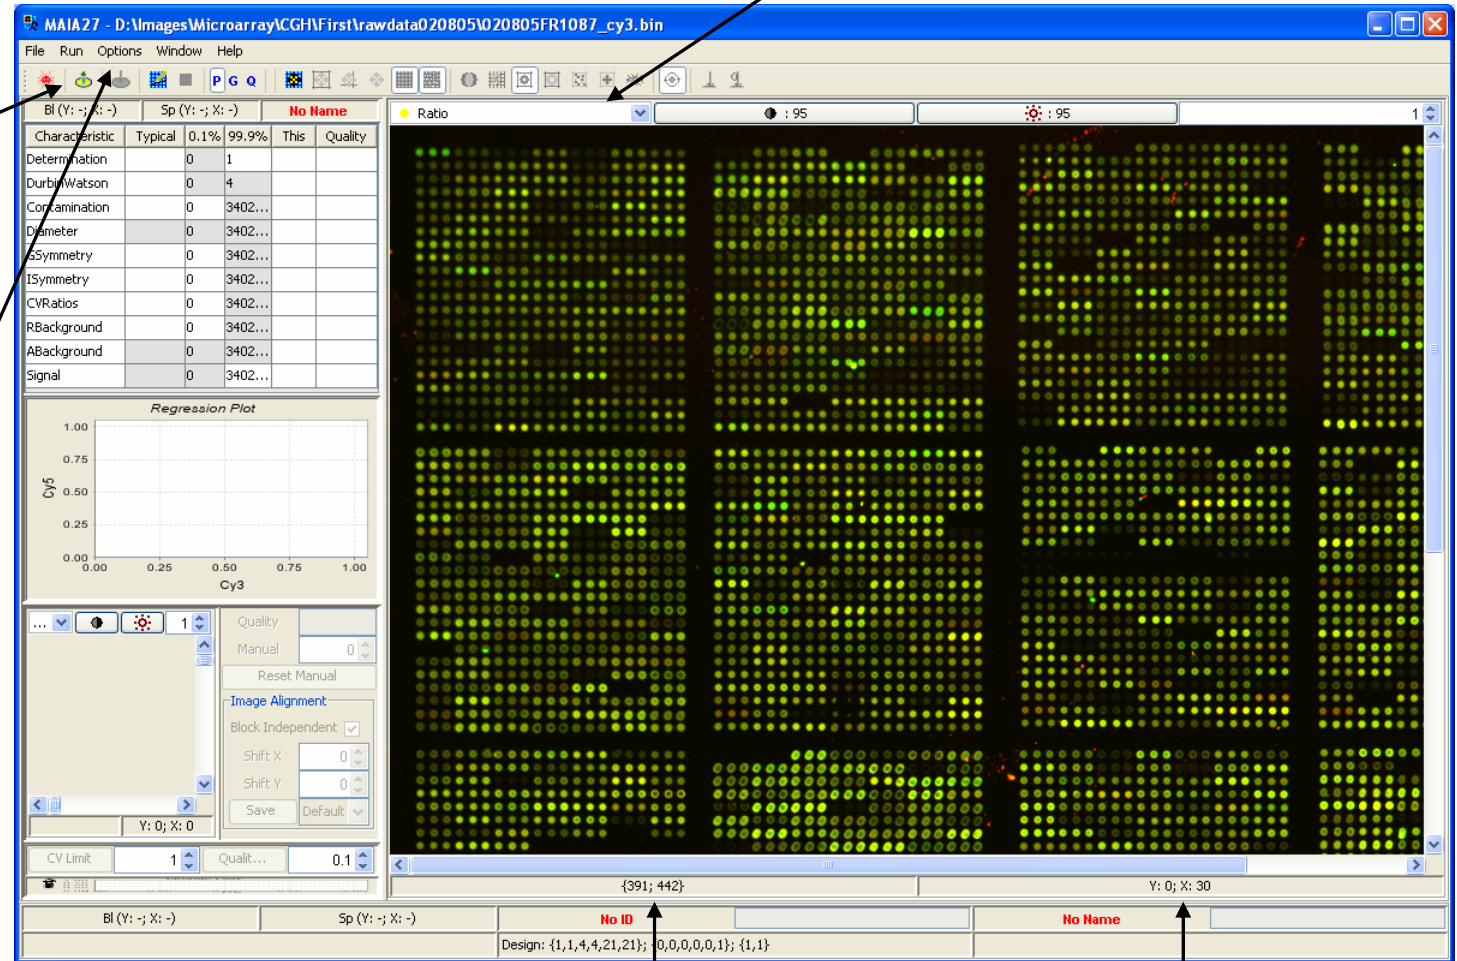 MAIA27 - D:\Images\Microarray\CGH\First\rawdata020805\020805FR1087_cy3.bin
File Run Options Window Help
P G Q
Bl (Y: -; X: -) Sp (Y: -; X: -) No Name
Ratio : 95 : 95 1
Characteristic Typical 0.1% 99.9% This Quality
Determination 0 1
DurbinWatson 0 4
Contamination 0 3402...
Diameter 0 3402...
GSymmetry 0 3402...
ISymmetry 0 3402...
CVRatios 0 3402...
RBackground 0 3402...
ABackground 0 3402...
Signal 0 3402...
Regression Plot
1.00
0.75
0.50
0.25
0.00
Cy5
0.00 0.25 0.50 0.75 1.00
Cy3
... 1
Quality
Manual 0
Reset Manual
Image Alignment
Block Independent
Shift X 0
Shift Y 0
Save Default
Y: 0; X: 0
CV Limit 1 Qualit... 0.1
{391; 442} Y: 0; X: 30
Bl (Y: -; X: -) Sp (Y: -; X: -) No ID No Name
Design: {1,1,4,4,21,21}; {0,0,0,0,0,1}; {1,1}